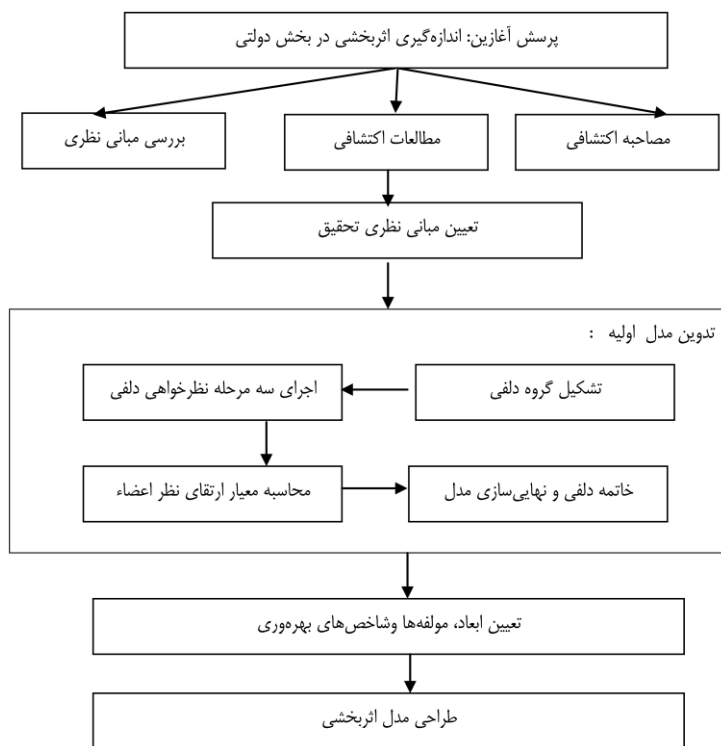 پرسش آغازین: اندازه‌گیری اثربخشی در بخش دولتی
مصاحبه اکتشافی
مطالعات اکتشافی
بررسی مبانی نظری
تعیین مبانی نظری تحقیق
تدوین مدل اولیه :
تشکیل گروه دلفی
اجرای سه مرحله نظرخواهی دلفی
محاسبه معیار ارتقای نظر اعضاء
خاتمه دلفی و نهایی‌سازی مدل
تعیین ابعاد، مولفه‌ها وشاخص‌های بهره‌وری
طراحی مدل اثربخشی